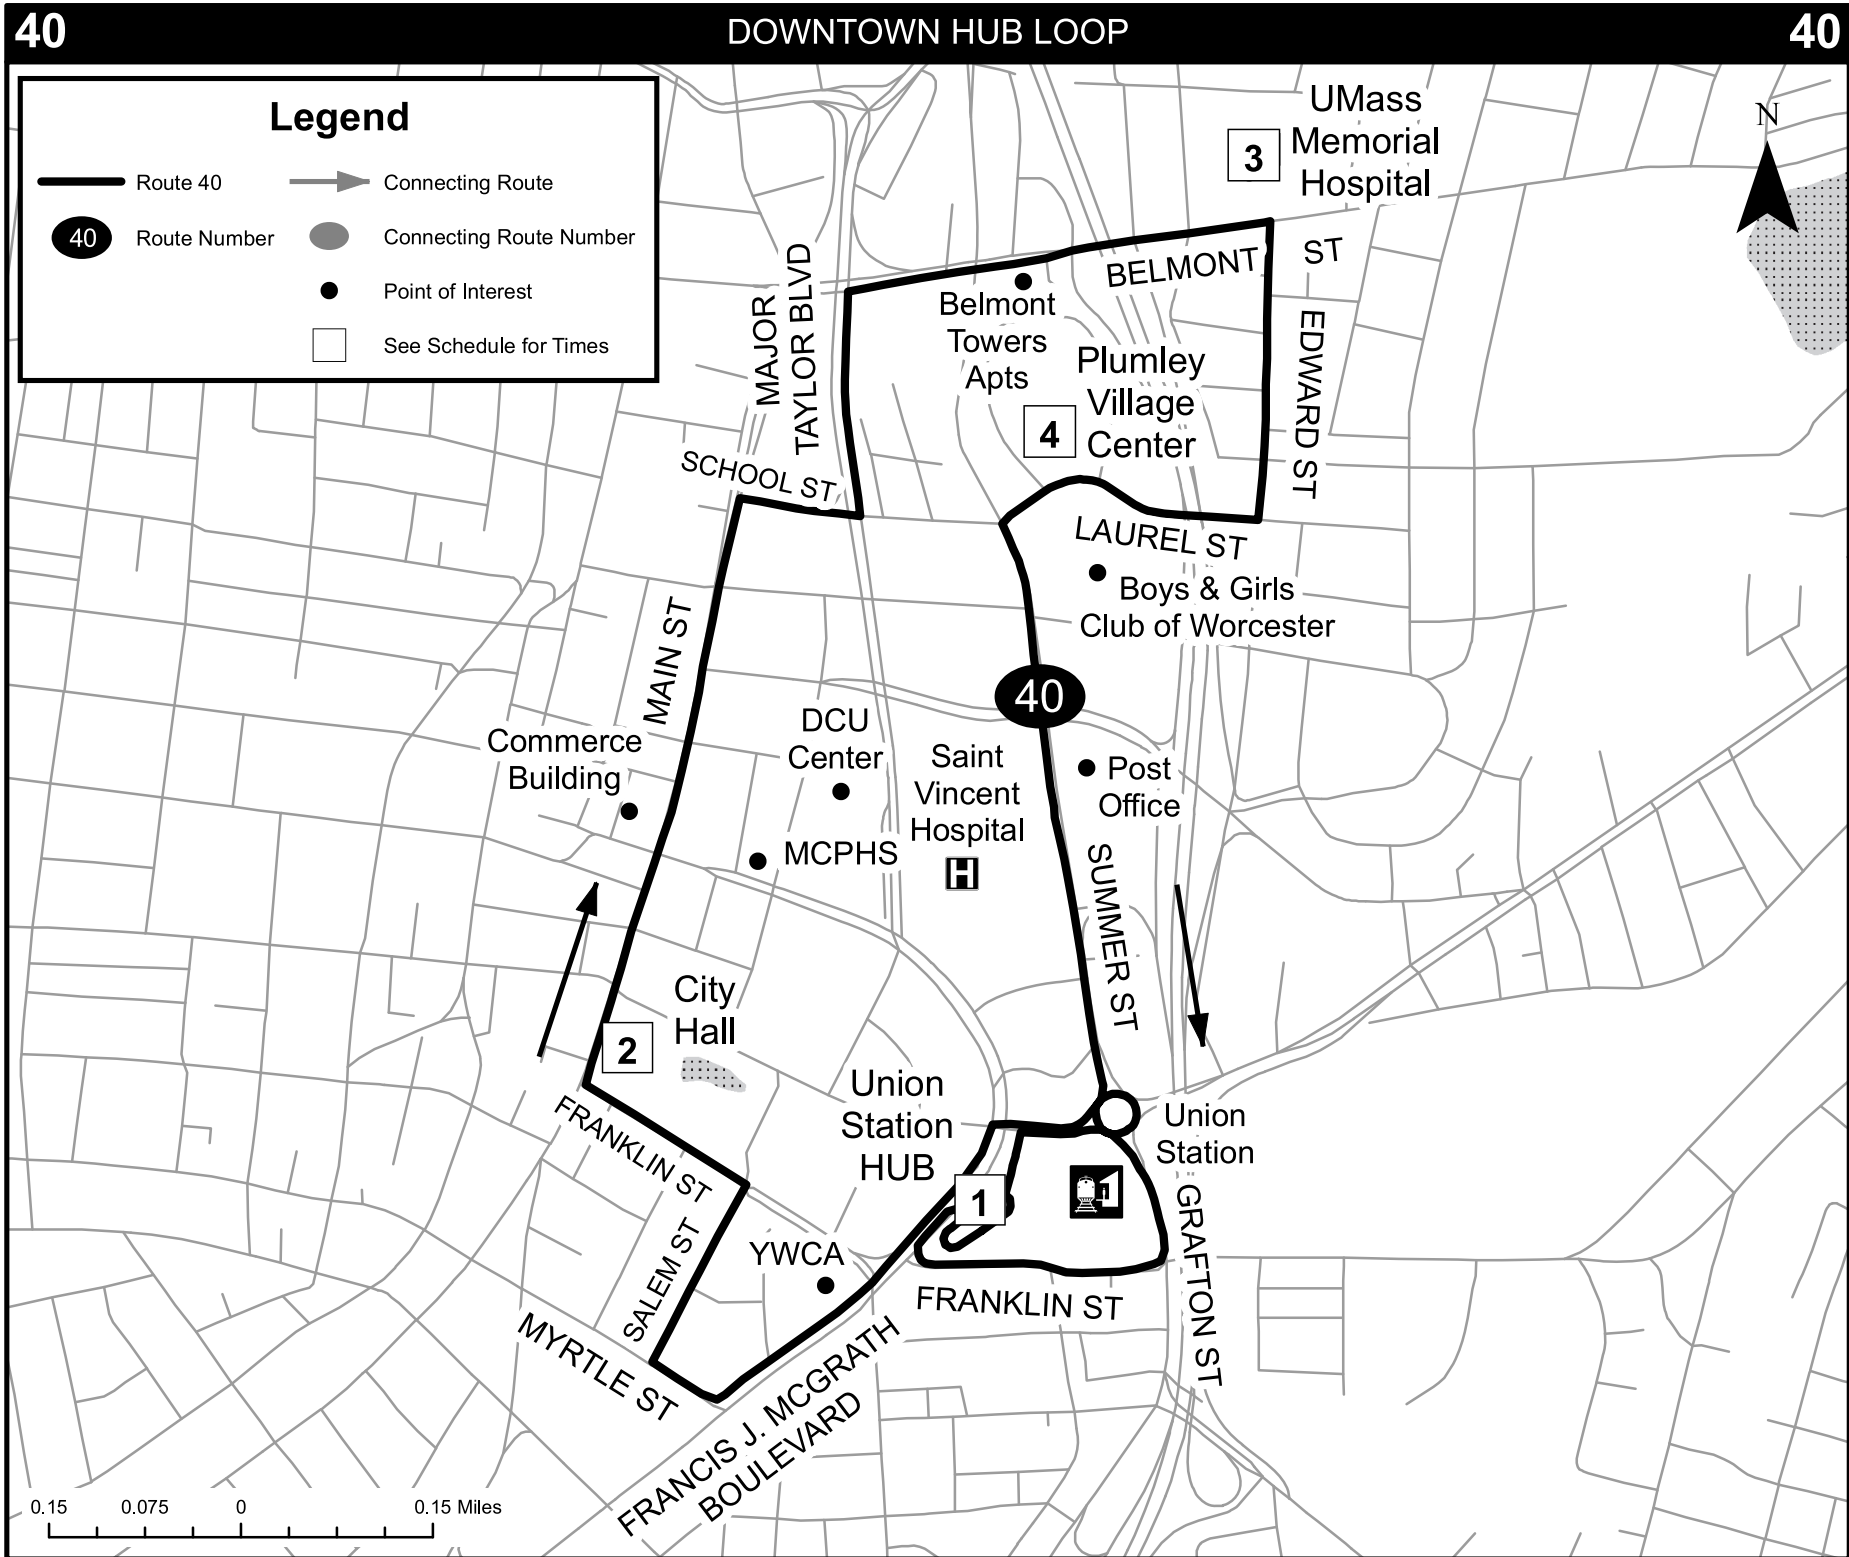 40
DOWNTOWN HUB LOOP
40
Legend
Route 40
Connecting Route
40
Route Number
Connecting Route Number
Point of Interest
See Schedule for Times
UMass
Memorial
Hospital
3
N
BELMONT
ST
MAJOR
TAYLOR BLVD
Belmont
Towers
Apts
Plumley
Village
Center
4
EDWARD ST
SCHOOL ST
LAUREL ST
Boys & Girls
Club of Worcester
MAIN ST
40
Commerce
Building
DCU
Center
Saint
Vincent
Hospital
H
Post
Office
MCPHS
SUMMER ST
City
Hall
2
Union
Station
HUB
1
Union
Station
FRANKLIN ST
SALEM ST
YWCA
FRANKLIN ST
GRAFTON ST
MYRTLE ST
FRANCIS J. MCGRATH
BOULEVARD
0.15
0.075
0
0.15 Miles